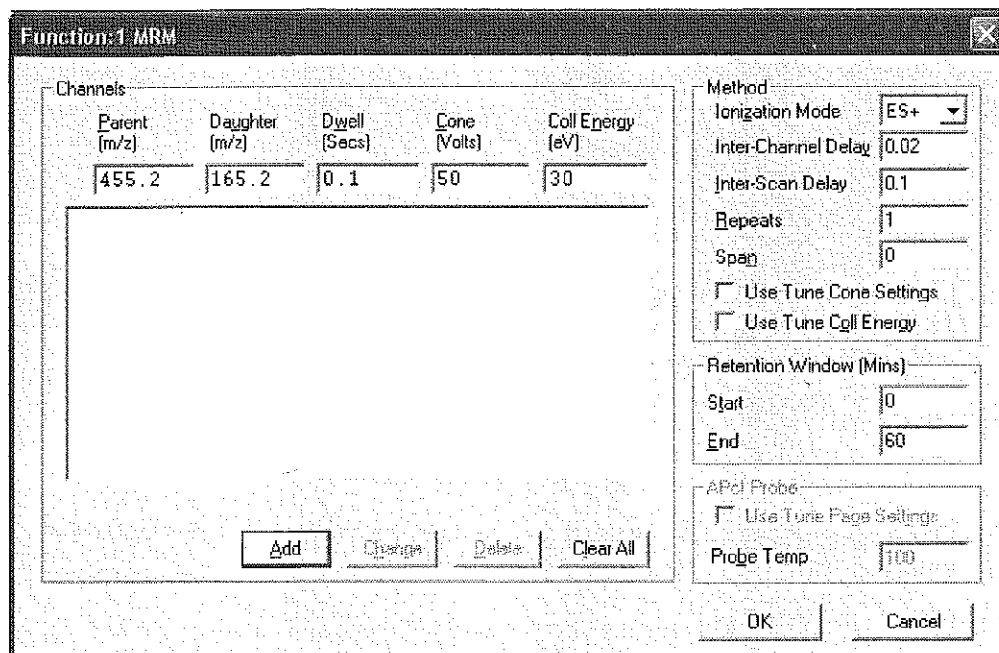 Function:1 MRM
Channels
Parent (m/z)
Daughter (m/z)
Dwell (Secs)
Cone (Volts)
Coll Energy (eV)
455.2 165.2 0.1 50 30
Add Change Delete Clear All
Method
Ionization Mode ES+
Inter-Channel Delay 0.02
Inter-Scan Delay 0.1
Repeats 1
Span 0
Use Tune Cone Settings
Use Tune Coll Energy
Retention Window (Mins)
Start 0
End 60
APcI Probe
Use Tune Page Settings
Probe Temp 100
OK Cancel